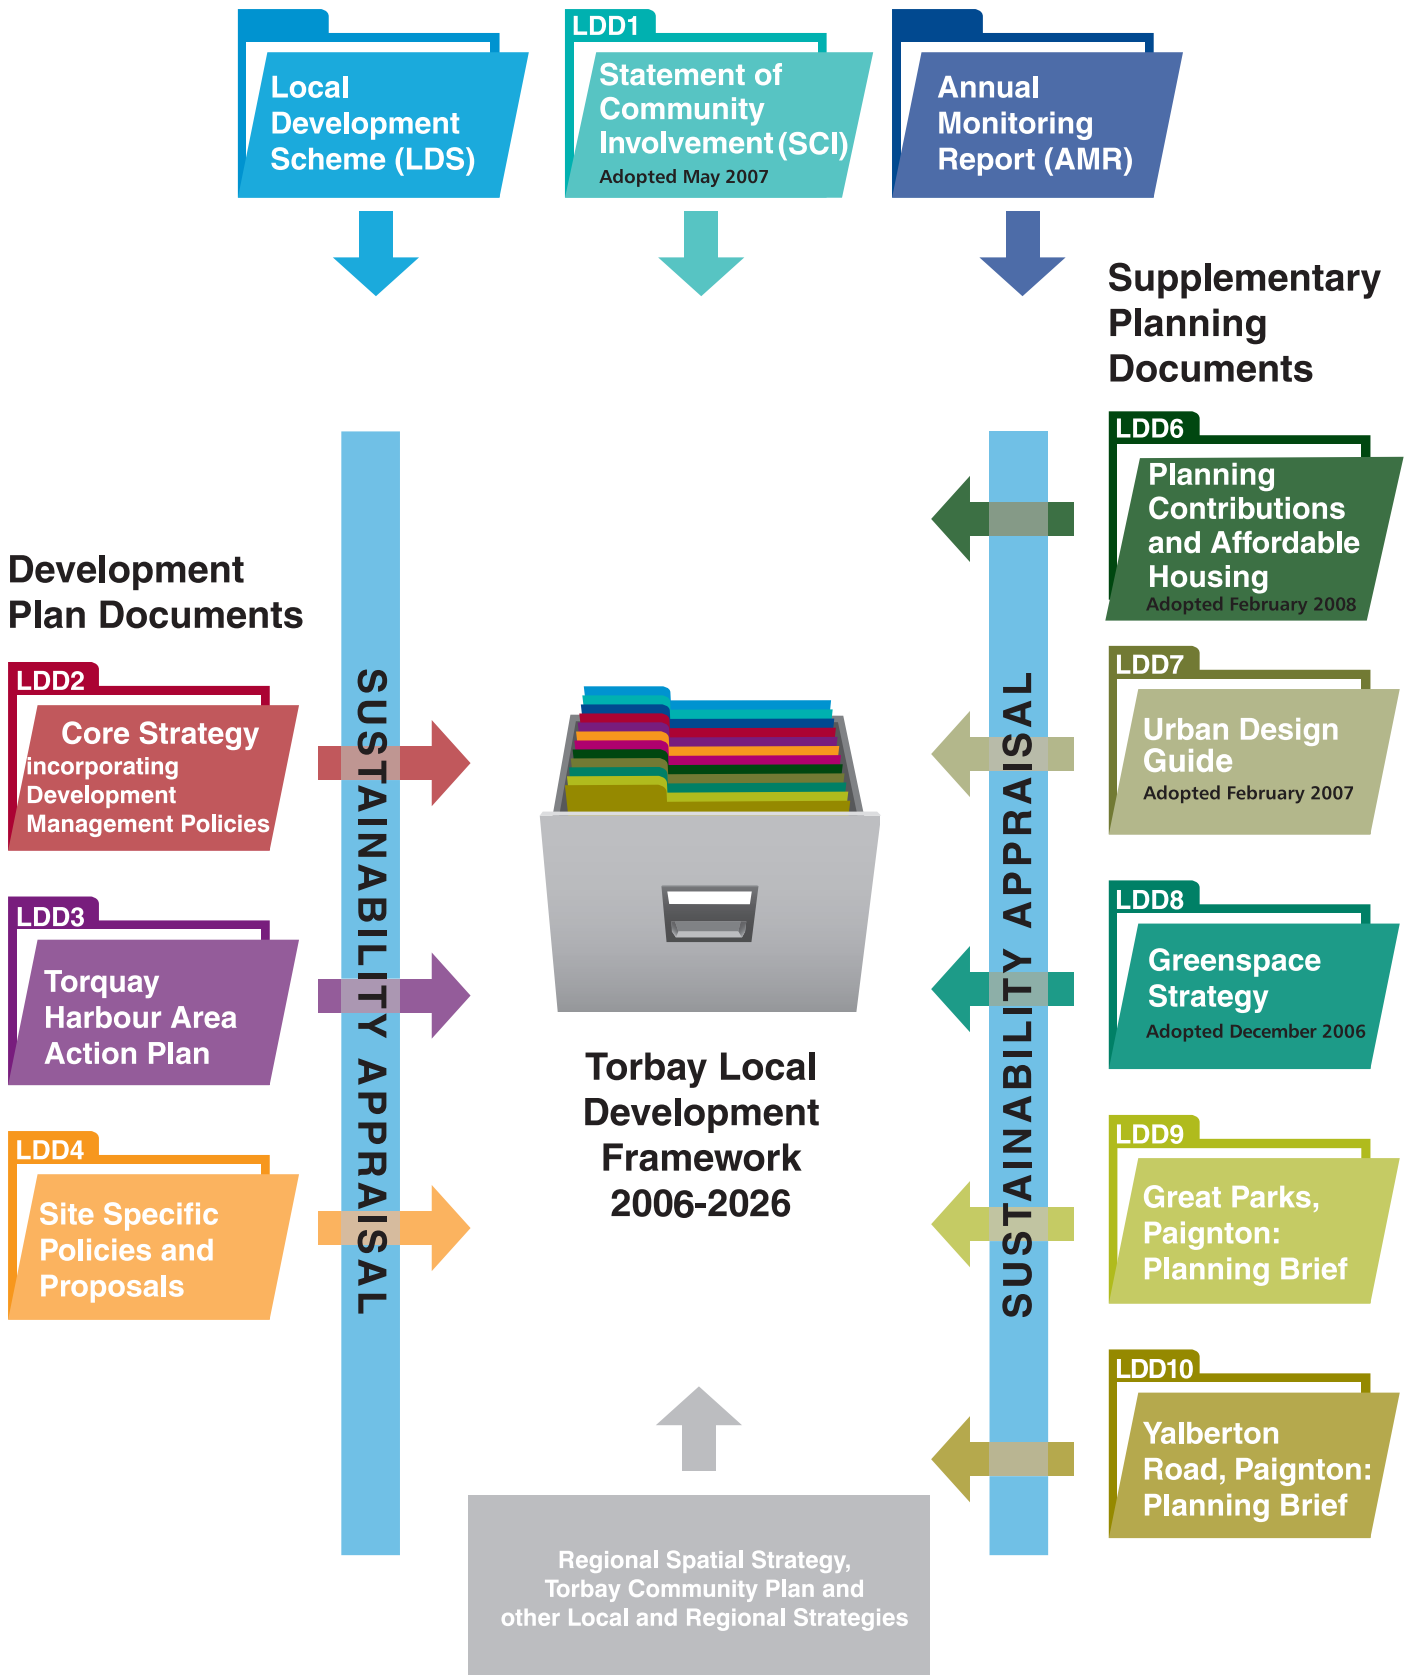 Local
Development
Scheme (LDS)
LDD1
Statement of
Community
Involvement (SCI)
Adopted May 2007
Annual
Monitoring
Report (AMR)
Supplementary
Planning
Documents
LDD6
Planning
Contributions
and Affordable
Housing
Adopted February 2008
LDD7
Urban Design
Guide
Adopted February 2007
LDD8
Greenspace
Strategy
Adopted December 2006
LDD9
Great Parks,
Paignton:
Planning Brief
LDD10
Yalberton
Road, Paignton:
Planning Brief
SUSTAINABILITY APPRAISAL
Development
Plan Documents
LDD2
Core Strategy
incorporating
Development
Management Policies
LDD3
Torquay
Harbour Area
Action Plan
LDD4
Site Specific
Policies and
Proposals
SUSTAINABILITY APPRAISAL
Torbay Local
Development
Framework
2006-2026
Regional Spatial Strategy,
Torbay Community Plan and
other Local and Regional Strategies